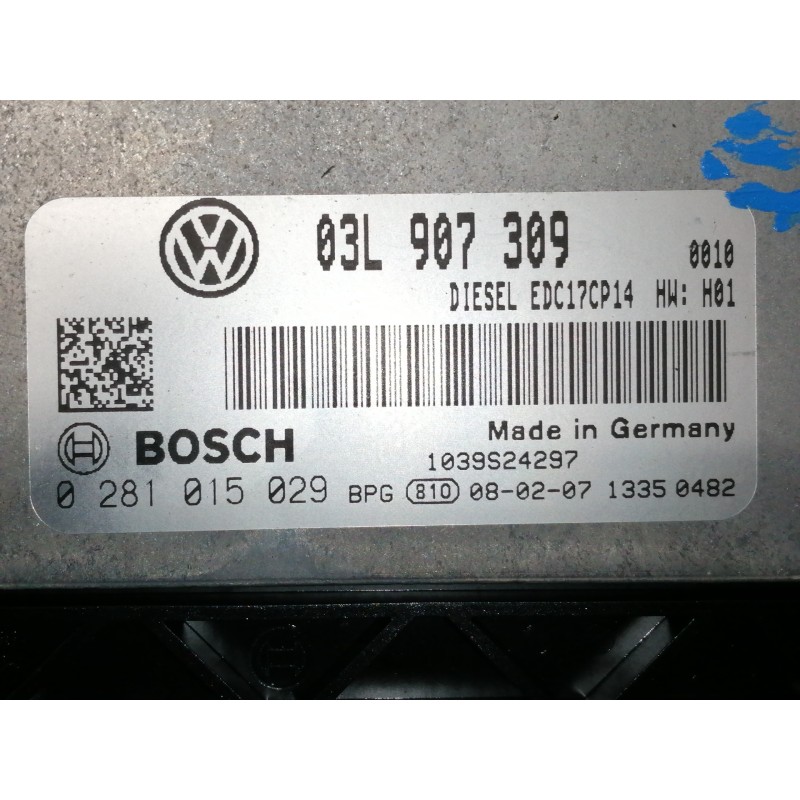 03L 907 309 0010
DIESEL EDC17CP14 HW: H01
BOSCH Made in Germany
1039S24297
0 281 015 029 BPG 810 08-02-07 1335 0482